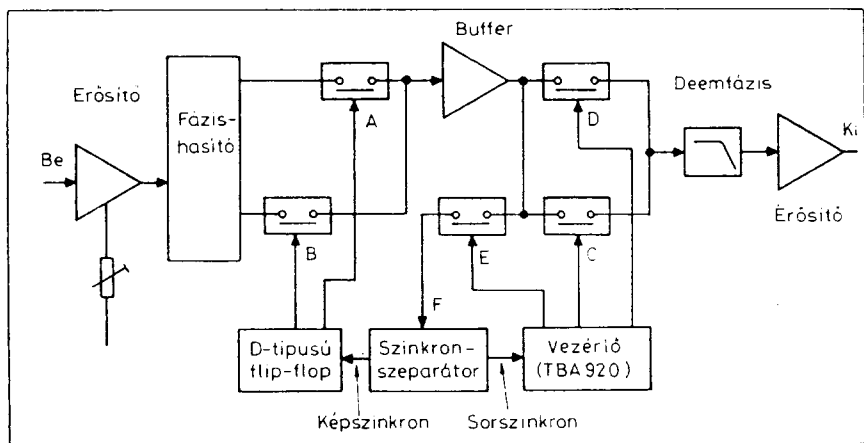 Buffer
Erősítő
Fázis-
hasító
A
D
Deemfázis
Be
Ki
B
E
C
Erősítő
F
D-típusú
flip-flop
Szinkron-
szeparátor
Vezérlő
(TBA 920)
Képszinkron
Sorszinkron